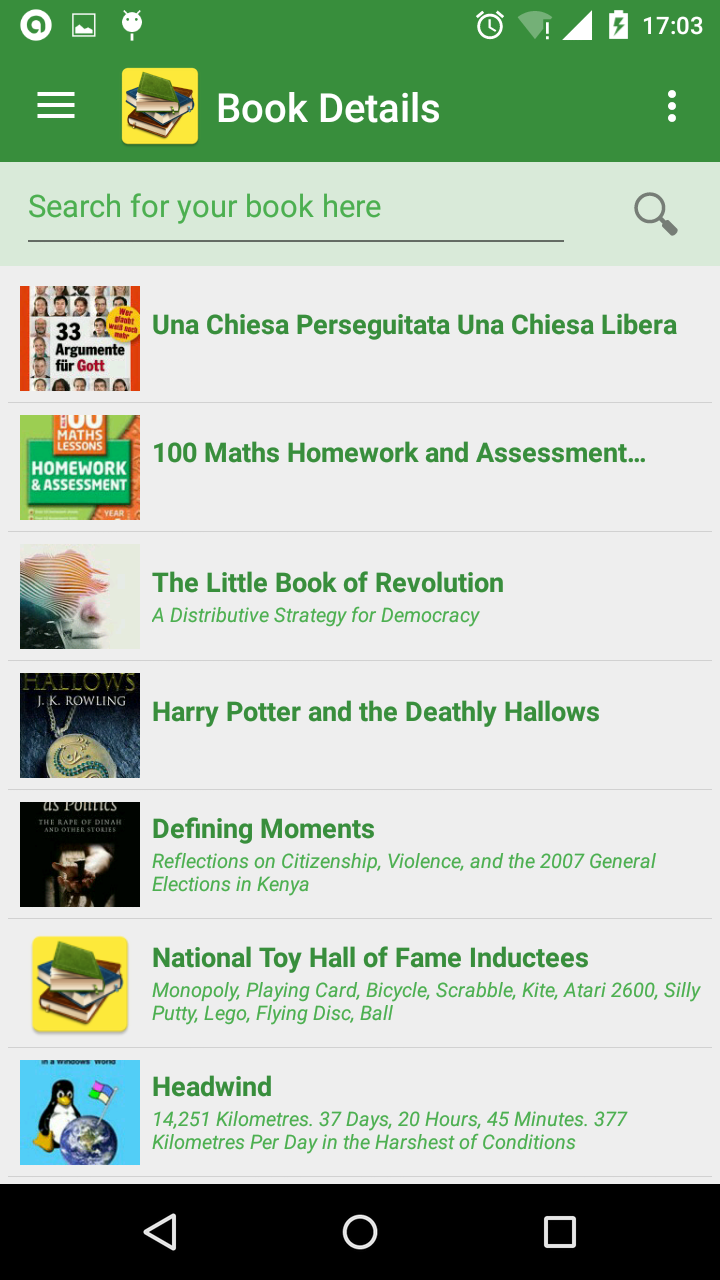 17:03
Book Details
Search for your book here
Wer
glaubt
weiß noch
mehr
33
Argumente
für Gott
Una Chiesa Perseguitata Una Chiesa Libera
100
MATHS
LESSONS
HOMEWORK
& ASSESSMENT
YEAR
100 Maths Homework and Assessment…
The Little Book of Revolution
A Distributive Strategy for Democracy
HALLOWS
J. K. ROWLING
Harry Potter and the Deathly Hallows
as Politics
THE RAPE OF DINAH
AND OTHER STORIES
Defining Moments
Reflections on Citizenship, Violence, and the 2007 General
Elections in Kenya
National Toy Hall of Fame Inductees
Monopoly, Playing Card, Bicycle, Scrabble, Kite, Atari 2600, Silly
Putty, Lego, Flying Disc, Ball
in a Windows World
Headwind
14,251 Kilometres. 37 Days, 20 Hours, 45 Minutes. 377
Kilometres Per Day in the Harshest of Conditions